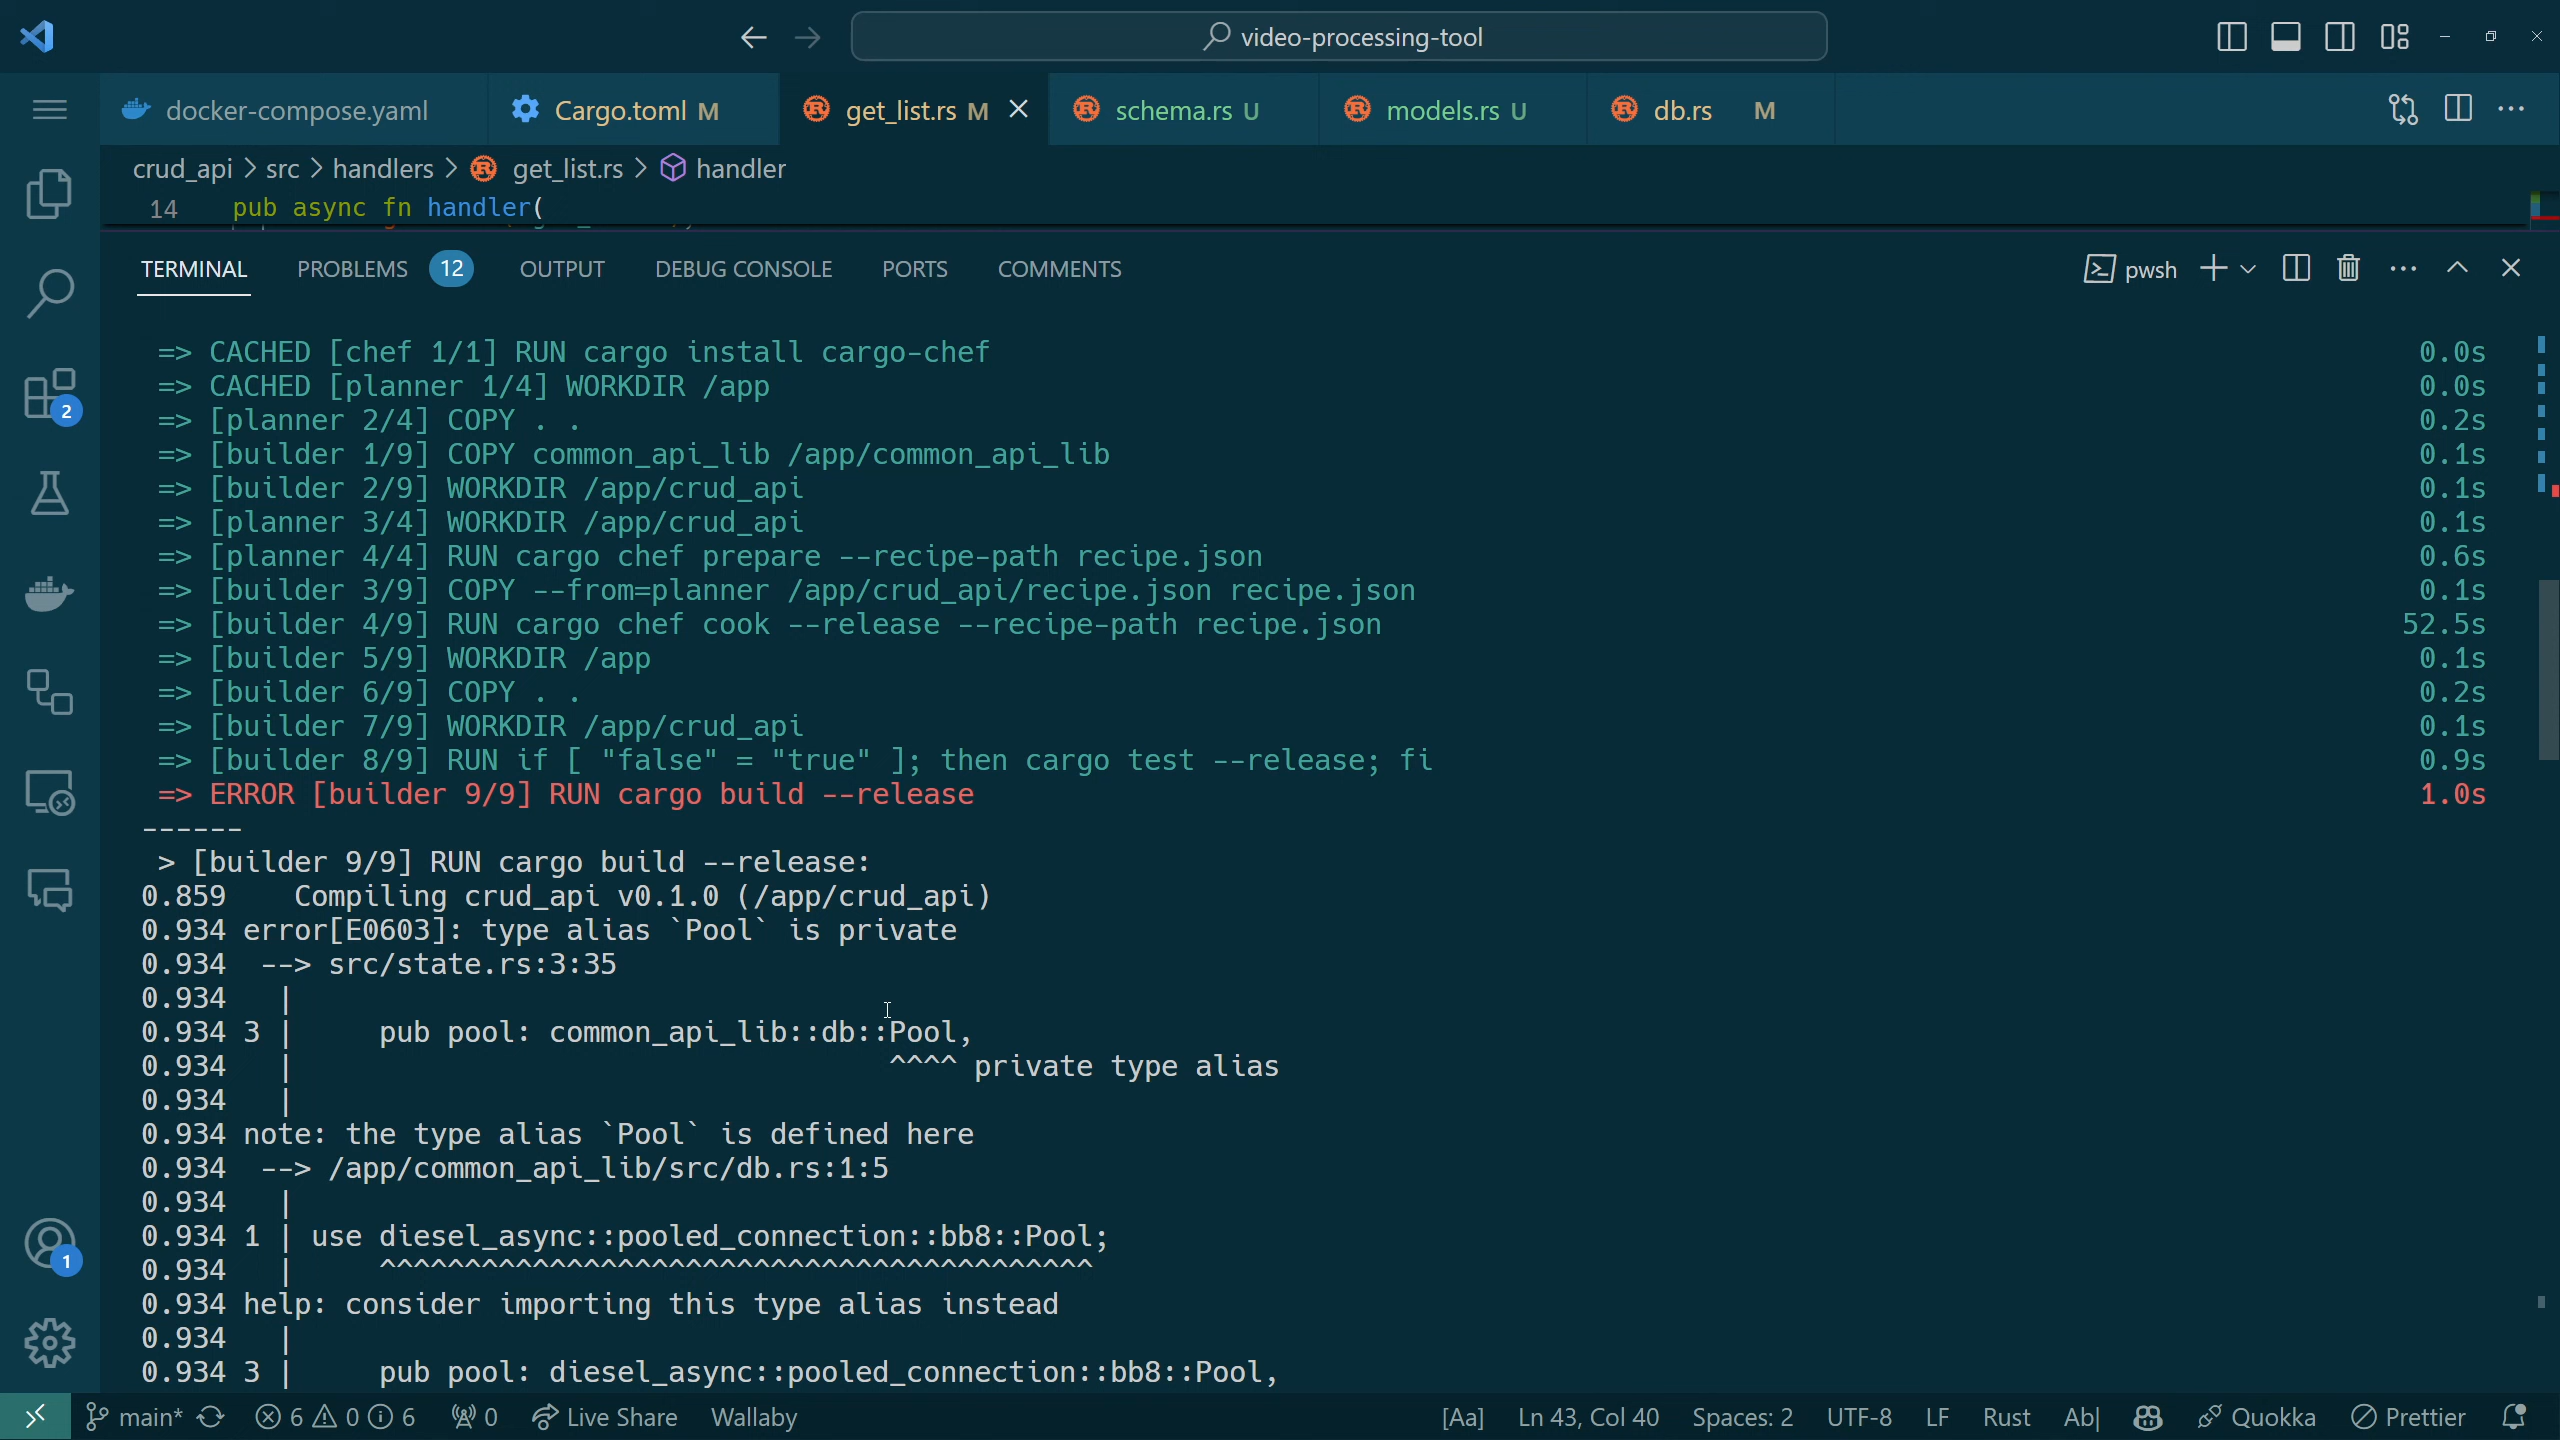 video-processing-tool
docker-compose.yaml
Cargo.toml M
get_list.rs M
schema.rs U
models.rs U
db.rs M
crud_api > src > handlers > get_list.rs > handler
14 pub async fn handler(
TERMINAL PROBLEMS 12 OUTPUT DEBUG CONSOLE PORTS COMMENTS
pwsh
=> CACHED [chef 1/1] RUN cargo install cargo-chef 0.0s
=> CACHED [planner 1/4] WORKDIR /app 0.0s
=> [planner 2/4] COPY . . 0.2s
=> [builder 1/9] COPY common_api_lib /app/common_api_lib 0.1s
=> [builder 2/9] WORKDIR /app/crud_api 0.1s
=> [planner 3/4] WORKDIR /app/crud_api 0.1s
=> [planner 4/4] RUN cargo chef prepare --recipe-path recipe.json 0.6s
=> [builder 3/9] COPY --from=planner /app/crud_api/recipe.json recipe.json 0.1s
=> [builder 4/9] RUN cargo chef cook --release --recipe-path recipe.json 52.5s
=> [builder 5/9] WORKDIR /app 0.1s
=> [builder 6/9] COPY . . 0.2s
=> [builder 7/9] WORKDIR /app/crud_api 0.1s
=> [builder 8/9] RUN if [ "false" = "true" ]; then cargo test --release; fi 0.9s
=> ERROR [builder 9/9] RUN cargo build --release 1.0s
------
> [builder 9/9] RUN cargo build --release:
0.859    Compiling crud_api v0.1.0 (/app/crud_api)
0.934 error[E0603]: type alias `Pool` is private
0.934  --> src/state.rs:3:35
0.934   |
0.934 3 |     pub pool: common_api_lib::db::Pool,
0.934   |                                   ^^^^ private type alias
0.934   |
0.934 note: the type alias `Pool` is defined here
0.934  --> /app/common_api_lib/src/db.rs:1:5
0.934   |
0.934 1 | use diesel_async::pooled_connection::bb8::Pool;
0.934   |     ^^^^^^^^^^^^^^^^^^^^^^^^^^^^^^^^^^^^^^^^^^
0.934 help: consider importing this type alias instead
0.934   |
0.934 3 |     pub pool: diesel_async::pooled_connection::bb8::Pool,
2
1
main* 6 0 6 0 Live Share Wallaby [Aa] Ln 43, Col 40 Spaces: 2 UTF-8 LF Rust Ab| Quokka Prettier